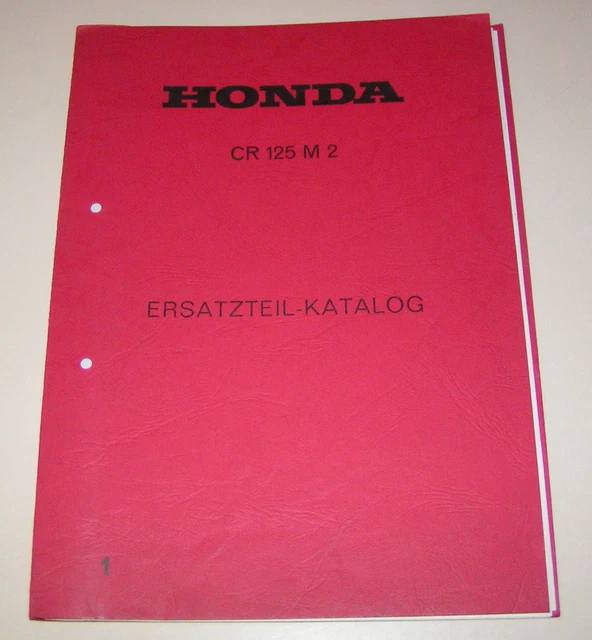 HONDA
CR 125 M 2
ERSATZTEIL-KATALOG
1